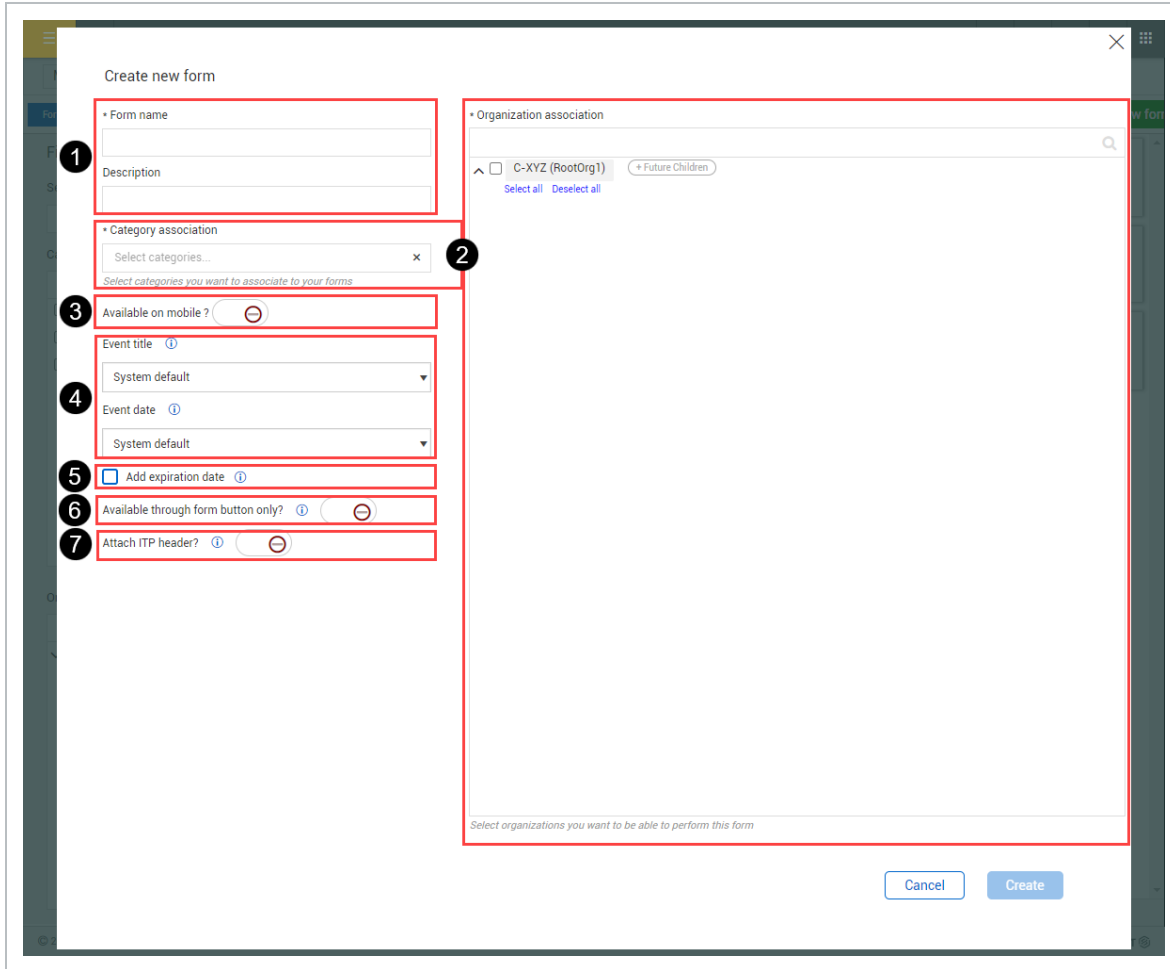 Create new form
1
* Form name
Description
2
* Category association
Select categories...
Select categories you want to associate to your forms
3
Available on mobile ?
4
Event title
System default
Event date
System default
5
Add expiration date
6
Available through form button only?
7
Attach ITP header?
* Organization association
C-XYZ (RootOrg1)
+ Future Children
Select all Deselect all
Select organizations you want to be able to perform this form
Cancel
Create